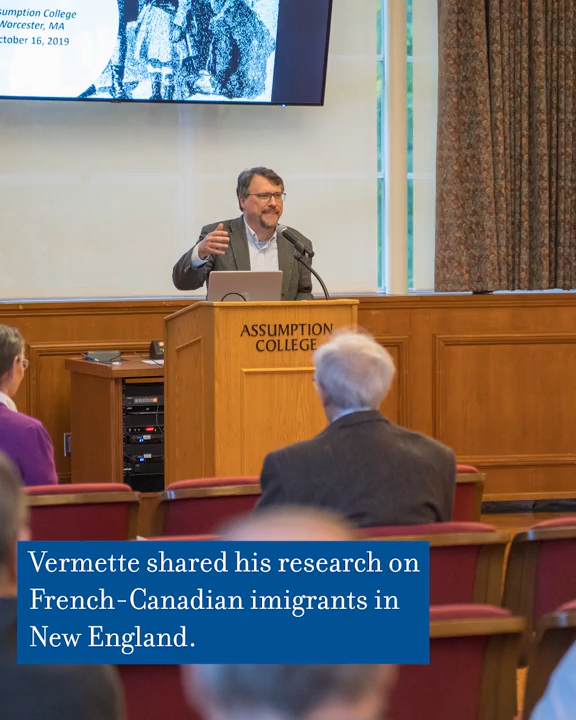 sumption College
Worcester, MA
ctober 16, 2019
ASSUMPTION
COLLEGE
Vermette shared his research on
French-Canadian imigrants in
New England.